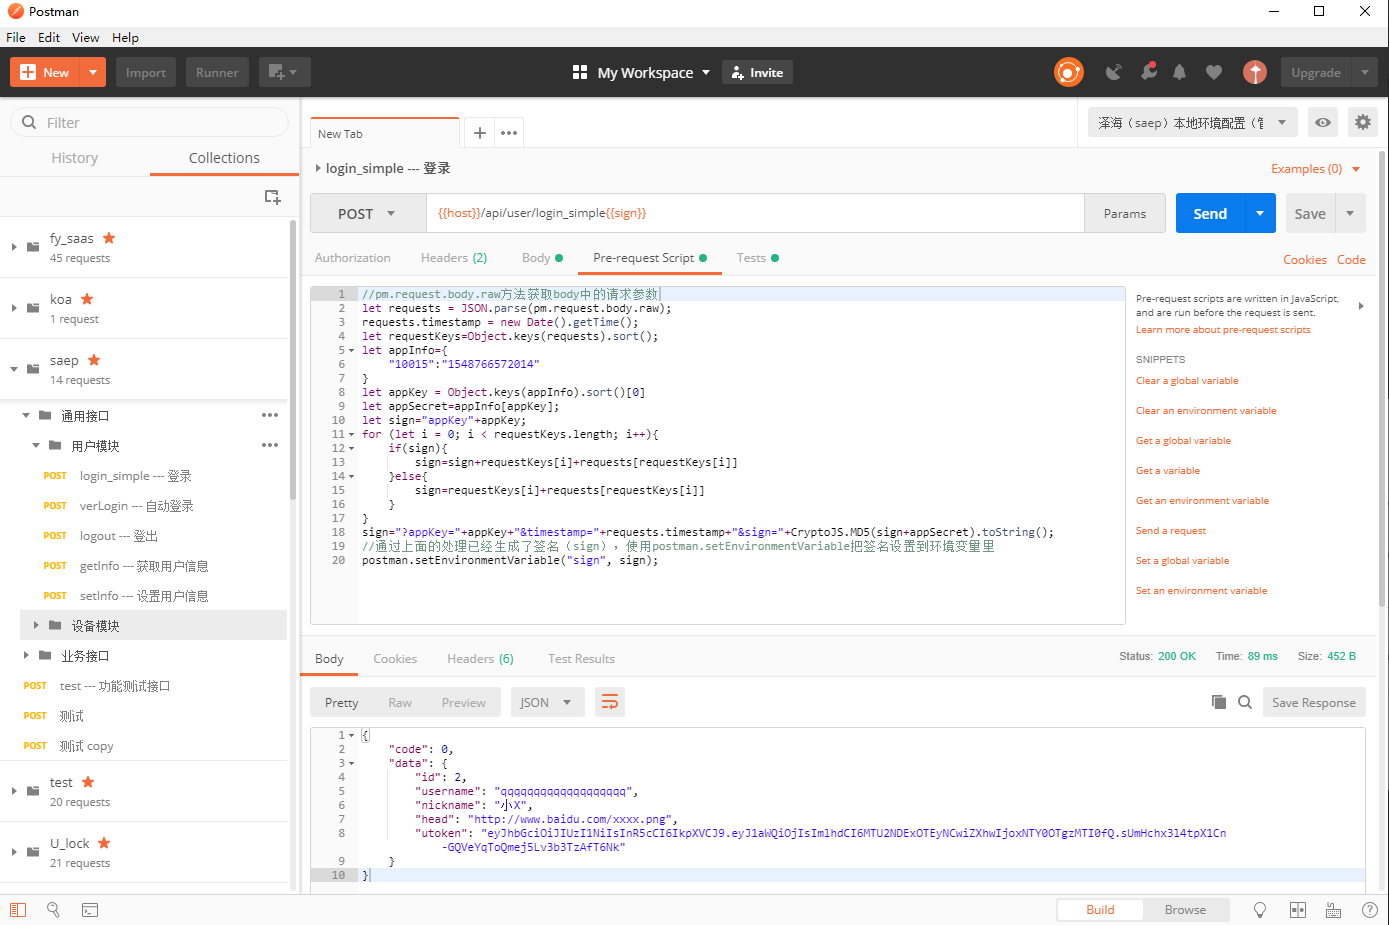 Postman
File Edit View Help
New Import Runner My Workspace Invite Upgrade
Filter
History Collections
fy_saas
45 requests
koa
1 request
saep
14 requests
通用接口
用户模块
POST login_simple --- 登录
POST verLogin --- 自动登录
POST logout --- 登出
POST getInfo --- 获取用户信息
POST setInfo --- 设置用户信息
设备模块
业务接口
POST test --- 功能测试接口
POST 测试
POST 测试 copy
test
20 requests
U_lock
21 requests
New Tab
泽海（saep）本地环境配置（管
login_simple --- 登录
Examples (0)
POST {{host}}/api/user/login_simple{{sign}} Params Send Save
Authorization Headers (2) Body Pre-request Script Tests Cookies Code
1 //pm.request.body.raw方法获取body中的请求参数
2 let requests = JSON.parse(pm.request.body.raw);
3 requests.timestamp = new Date().getTime();
4 let requestKeys=Object.keys(requests).sort();
5 let appInfo={
6 "10015":"1548766572014"
7 }
8 let appKey = Object.keys(appInfo).sort()[0]
9 let appSecret=appInfo[appKey];
10 let sign="appKey"+appKey;
11 for (let i = 0; i < requestKeys.length; i++){
12 if(sign){
13 sign=sign+requestKeys[i]+requests[requestKeys[i]]
14 }else{
15 sign=requestKeys[i]+requests[requestKeys[i]]
16 }
17 }
18 sign="?appKey="+appKey+"&timestamp="+requests.timestamp+"&sign="+CryptoJS.MD5(sign+appSecret).toString();
19 //通过上面的处理已经生成了签名（sign），使用postman.setEnvironmentVariable把签名设置到环境变量里
20 postman.setEnvironmentVariable("sign", sign);
Pre-request scripts are written in JavaScript,
and are run before the request is sent.
Learn more about pre-request scripts
SNIPPETS
Clear a global variable
Clear an environment variable
Get a global variable
Get a variable
Get an environment variable
Send a request
Set a global variable
Set an environment variable
Body Cookies Headers (6) Test Results Status: 200 OK Time: 89 ms Size: 452 B
Pretty Raw Preview JSON Save Response
1 {
2 "code": 0,
3 "data": {
4 "id": 2,
5 "username": "qqqqqqqqqqqqqqqqqqq",
6 "nickname": "小X",
7 "head": "http://www.baidu.com/xxxx.png",
8 "utoken": "eyJhbGciOiJIUzI1NiIsInR5cCI6IkpXVCJ9.eyJ1aWQiOjIsImlhdCI6MTU2NDExOTEyNCwiZXhwIjoxNTY0OTgzMTI0fQ.sUmHchx3l4tpX1Cn
-GQVeYqToQmej5Lv3b3TzAfT6Nk"
9 }
10 }
Build Browse